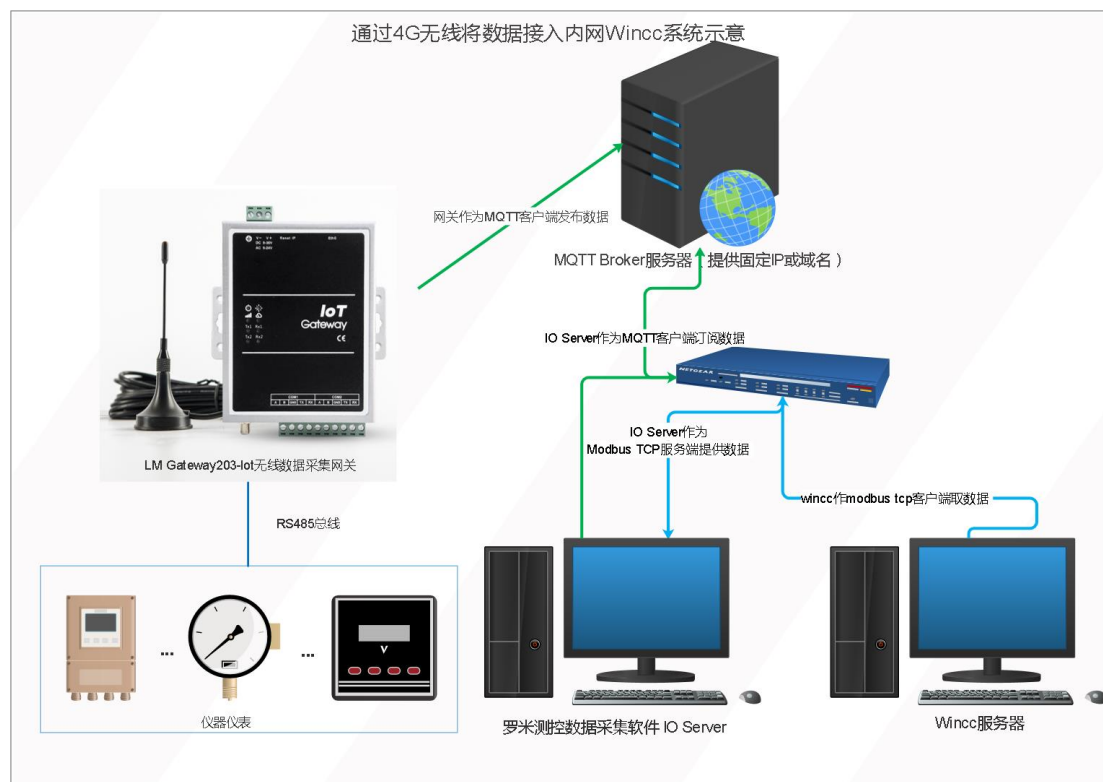 通过4G无线将数据接入内网Wincc系统示意
网关作为MQTT客户端发布数据
MQTT Broker服务器（提供固定IP或域名）
IO Server作为MQTT客户端订阅数据
NETGEAR
IoT
Gateway
CE
LM Gateway203-Iot无线数据采集网关
IO Server作为
Modbus TCP服务端提供数据
wincc作modbus tcp客户端取数据
RS485总线
...
...
V
仪器仪表
罗米测控数据采集软件 IO Server
Wincc服务器